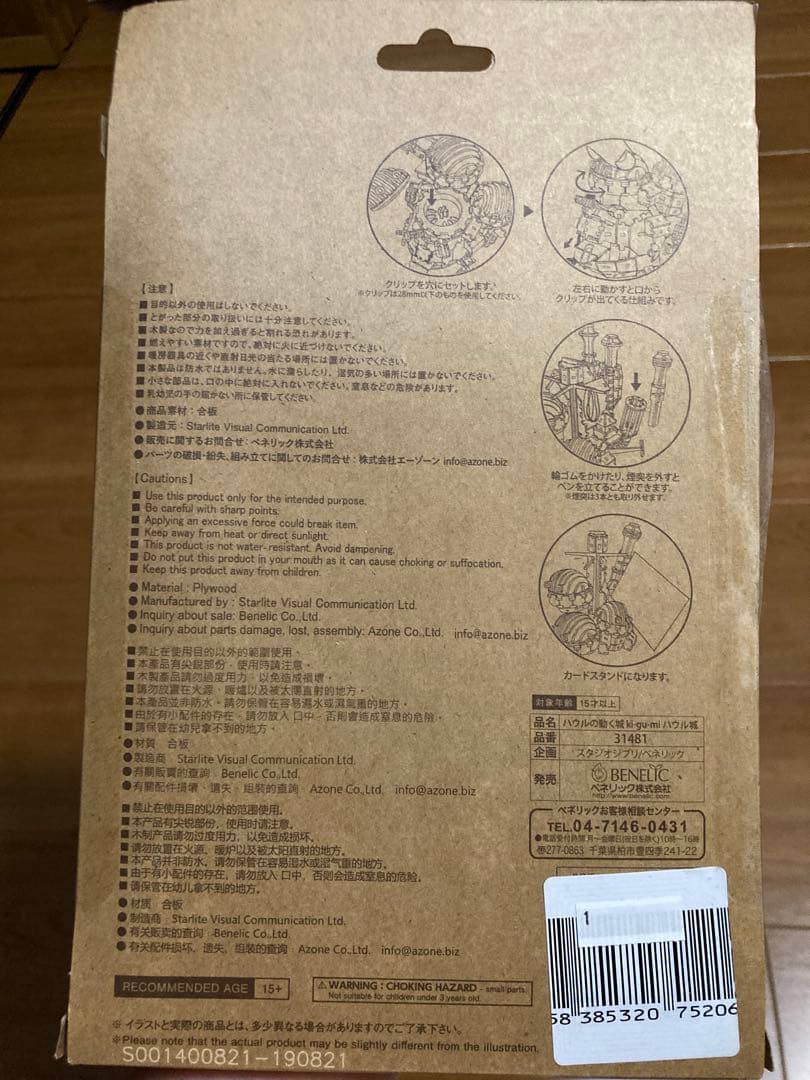 クリップを穴にセットします。
※クリップは28mm以下のものを使用してください。
左右に動かすと口から
クリップが出てくる仕組みです。
【注意】
■目的以外の使用はしないでください。
■とがった部分の取り扱いには十分注意してください。
■木製なので力を加え過ぎると割れる恐れがあります。
■燃えやすい素材ですので、絶対に火に近づけないでください。
■暖房器具の近くや直射日光の当たる場所には置かないでください。
■本製品は防水ではありません。水に濡らしたり、湿気の多い場所には置かないでください。
■小さな部品は、口の中に絶対に入れないでください。窒息などの危険があります。
■乳幼児の手の届かない所に保管してください。
●商品素材：合板
●製造元：Starlite Visual Communication Ltd.
●販売に関するお問合せ：ベネリック株式会社
●パーツの破損・紛失、組み立てに関してのお問合せ：株式会社エーゾーン info@azone.biz
輪ゴムをかけたり、煙突を外すと
ペンを立てることができます。
※煙突は3本とも取り外せます。
[Cautions]
■ Use this product only for the intended purpose.
■ Be careful with sharp points.
■ Applying an excessive force could break item.
■ Keep away from heat or direct sunlight.
■ This product is not water-resistant. Avoid dampening.
■ Do not put this product in your mouth as it can cause choking or suffocation.
■ Keep this product away from children.
● Material : Plywood
● Manufactured by : Starlite Visual Communication Ltd.
● Inquiry about sale: Benelic Co.,Ltd.
● Inquiry about parts damage, lost, assembly: Azone Co.,Ltd. info@azone.biz
カードスタンドになります。
■禁止在使用目的以外的範圍使用。
■本產品有尖銳部份，使用時請注意。
■木製產品請勿過度用力，以免造成損壞。
■請勿放置在火源、暖爐以及被太陽直射的地方。
■本產品並非防水。請勿保管在容易濕水或濕氣重的地方。
■由於有小配件的存在，請勿放入 口中，否則會造成窒息的危險。
■請保管在幼兒拿不到的地方。
●材質 合板
●製造商 Starlite Visual Communication Ltd.
●有關販賣的查詢 Benelic Co.,Ltd.
●有關配件損壞、遺失、組裝的查詢 Azone Co.,Ltd. info@azone.biz
■禁止在使用目的以外的范围使用。
■本产品有尖锐部份，使用时请注意。
■木制产品请勿过度用力，以免造成损坏。
■请勿放置在火源、暖炉以及被太阳直射的地方。
■本产品并非防水。请勿保管在容易湿水或湿气重的地方。
■由于有小配件的存在，请勿放入 口中，否则会造成窒息的危险。
■请保管在幼儿拿不到的地方。
●材质 合板
●制造商 Starlite Visual Communication Ltd.
●有关贩卖的查询 Benelic Co.,Ltd.
●有关配件损坏、遗失、组装的查询 Azone Co.,Ltd. info@azone.biz
対象年齢 15才以上
品名 ハウルの動く城 ki-gu-mi ハウル城
品番 31481
企画 スタジオジブリ/ベネリック
発売 BENELIC
ベネリック株式会社
http://www.benelic.com
ベネリックお客様相談センター
TEL.04-7146-0431
●電話受付時間 月～金曜日(祝日を除く)10時～16時
〒277-0863 千葉県柏市豊四季241-22
1
58 385320 75206
RECOMMENDED AGE 15+
⚠WARNING : CHOKING HAZARD - small parts.
Not suitable for children under 3 years old.
※ イラストと実際の商品とは、多少異なる場合がありますのでご了承下さい。
※Please note that the actual product may be slightly different from the illustration.
S001400821-190821